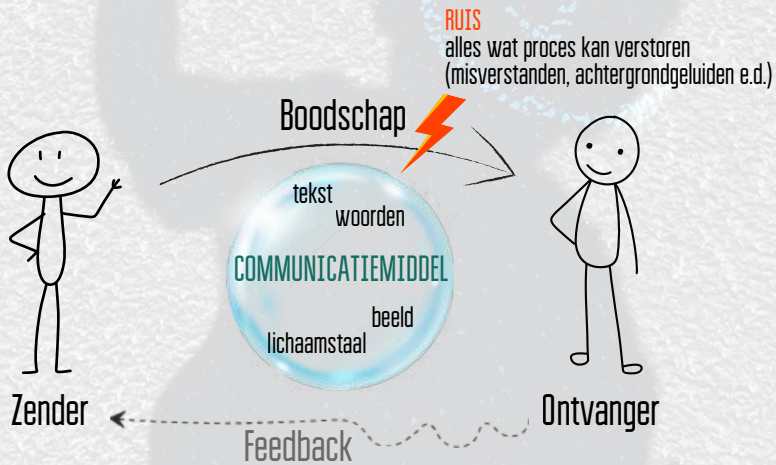 RUIS
alles wat proces kan verstoren
(misverstanden, achtergrondgeluiden e.d.)
Boodschap
tekst
woorden
COMMUNICATIEMIDDEL
beeld
lichaamstaal
Zender
Ontvanger
Feedback